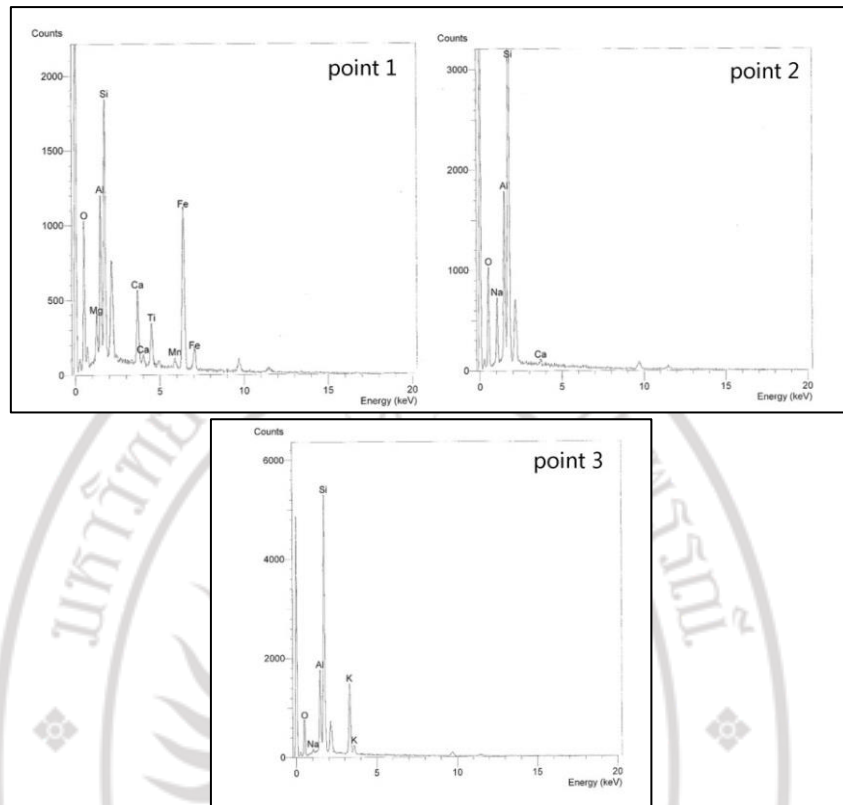 Counts
point 1
2000
1500
1000
500
0
Si
Al
O
Mg
Ca
Ca
Ti
Mn
Fe
Fe
0
5
10
15
20
Energy (keV)
Counts
point 2
3000
2000
1000
0
Si
Al
O
Na
Ca
0
5
10
15
20
Energy (keV)
Counts
point 3
6000
4000
2000
0
Si
Al
O
Na
K
K
0
5
10
15
20
Energy (keV)